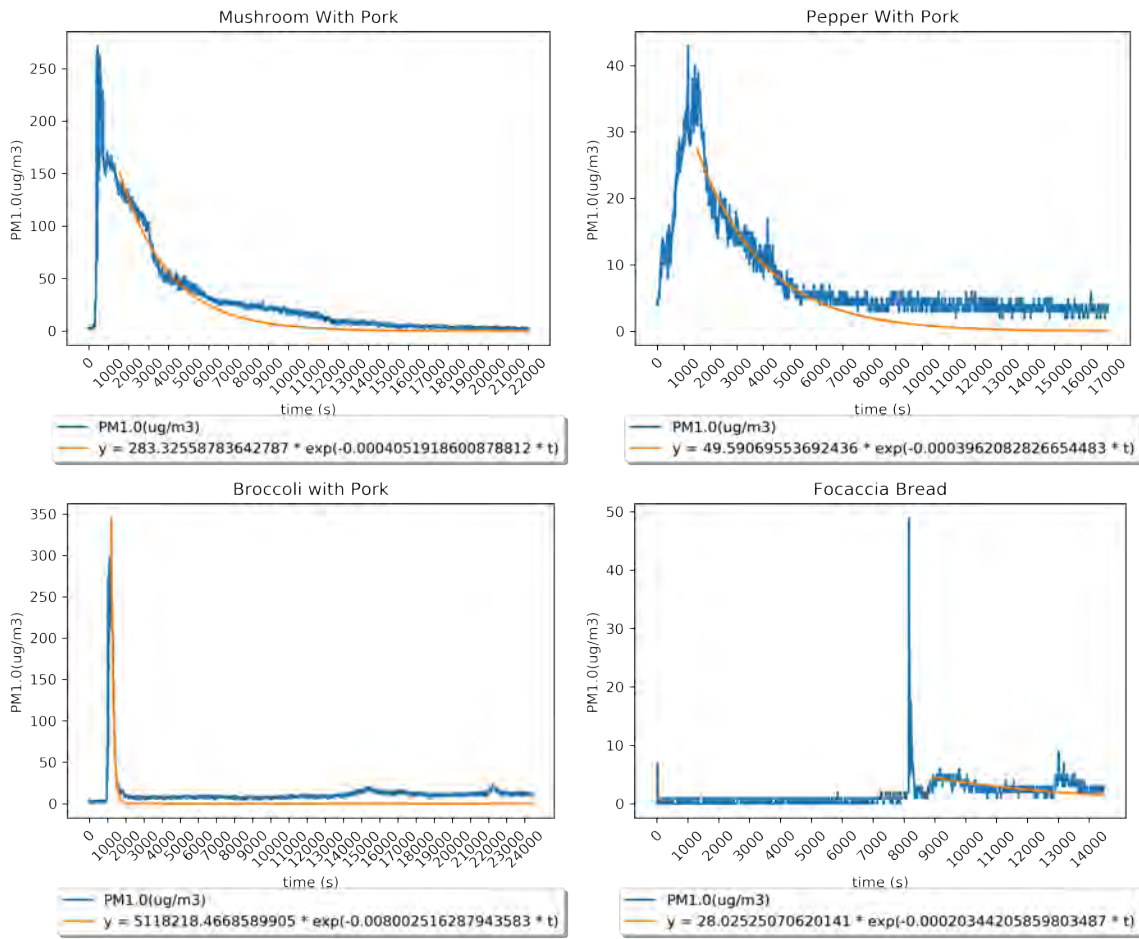 Mushroom With Pork
PM1.0(ug/m3)
250
200
150
100
50
0
0 1000 2000 3000 4000 5000 6000 7000 8000 9000 10000 11000 12000 13000 14000 15000 16000 17000 18000 19000 20000 21000 22000
time (s)
PM1.0(ug/m3)
y = 283.32558783642787 * exp(-0.0004051918600878812 * t)
Pepper With Pork
PM1.0(ug/m3)
40
30
20
10
0
0 1000 2000 3000 4000 5000 6000 7000 8000 9000 10000 11000 12000 13000 14000 15000 16000 17000
time (s)
PM1.0(ug/m3)
y = 49.59069553692436 * exp(-0.00039620828266544​83 * t)
Broccoli with Pork
PM1.0(ug/m3)
350
300
250
200
150
100
50
0
0 1000 2000 3000 4000 5000 6000 7000 8000 9000 10000 11000 12000 13000 14000 15000 16000 17000 18000 19000 20000 21000 22000 23000 24000
time (s)
PM1.0(ug/m3)
y = 5118218.4668589905 * exp(-0.008002516287943583 * t)
Focaccia Bread
PM1.0(ug/m3)
50
40
30
20
10
0
0 1000 2000 3000 4000 5000 6000 7000 8000 9000 10000 11000 12000 13000 14000
time (s)
PM1.0(ug/m3)
y = 28.02525070620141 * exp(-0.00020344205859803487 * t)